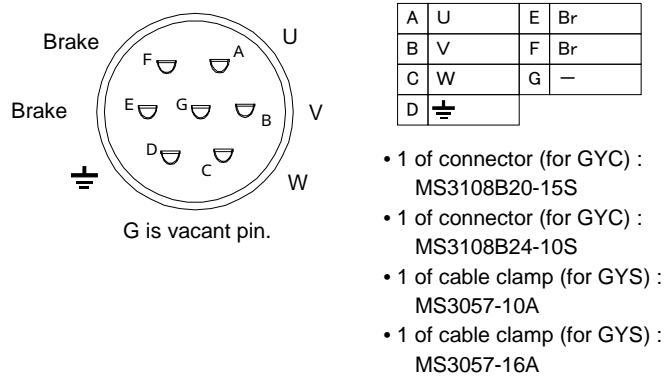 Brake
U
F
A
Brake
E
G
B
V
D
C
W
G is vacant pin.
A U E Br
B V F Br
C W G －
D
• 1 of connector (for GYC) :
MS3108B20-15S
• 1 of connector (for GYC) :
MS3108B24-10S
• 1 of cable clamp (for GYS) :
MS3057-10A
• 1 of cable clamp (for GYS) :
MS3057-16A